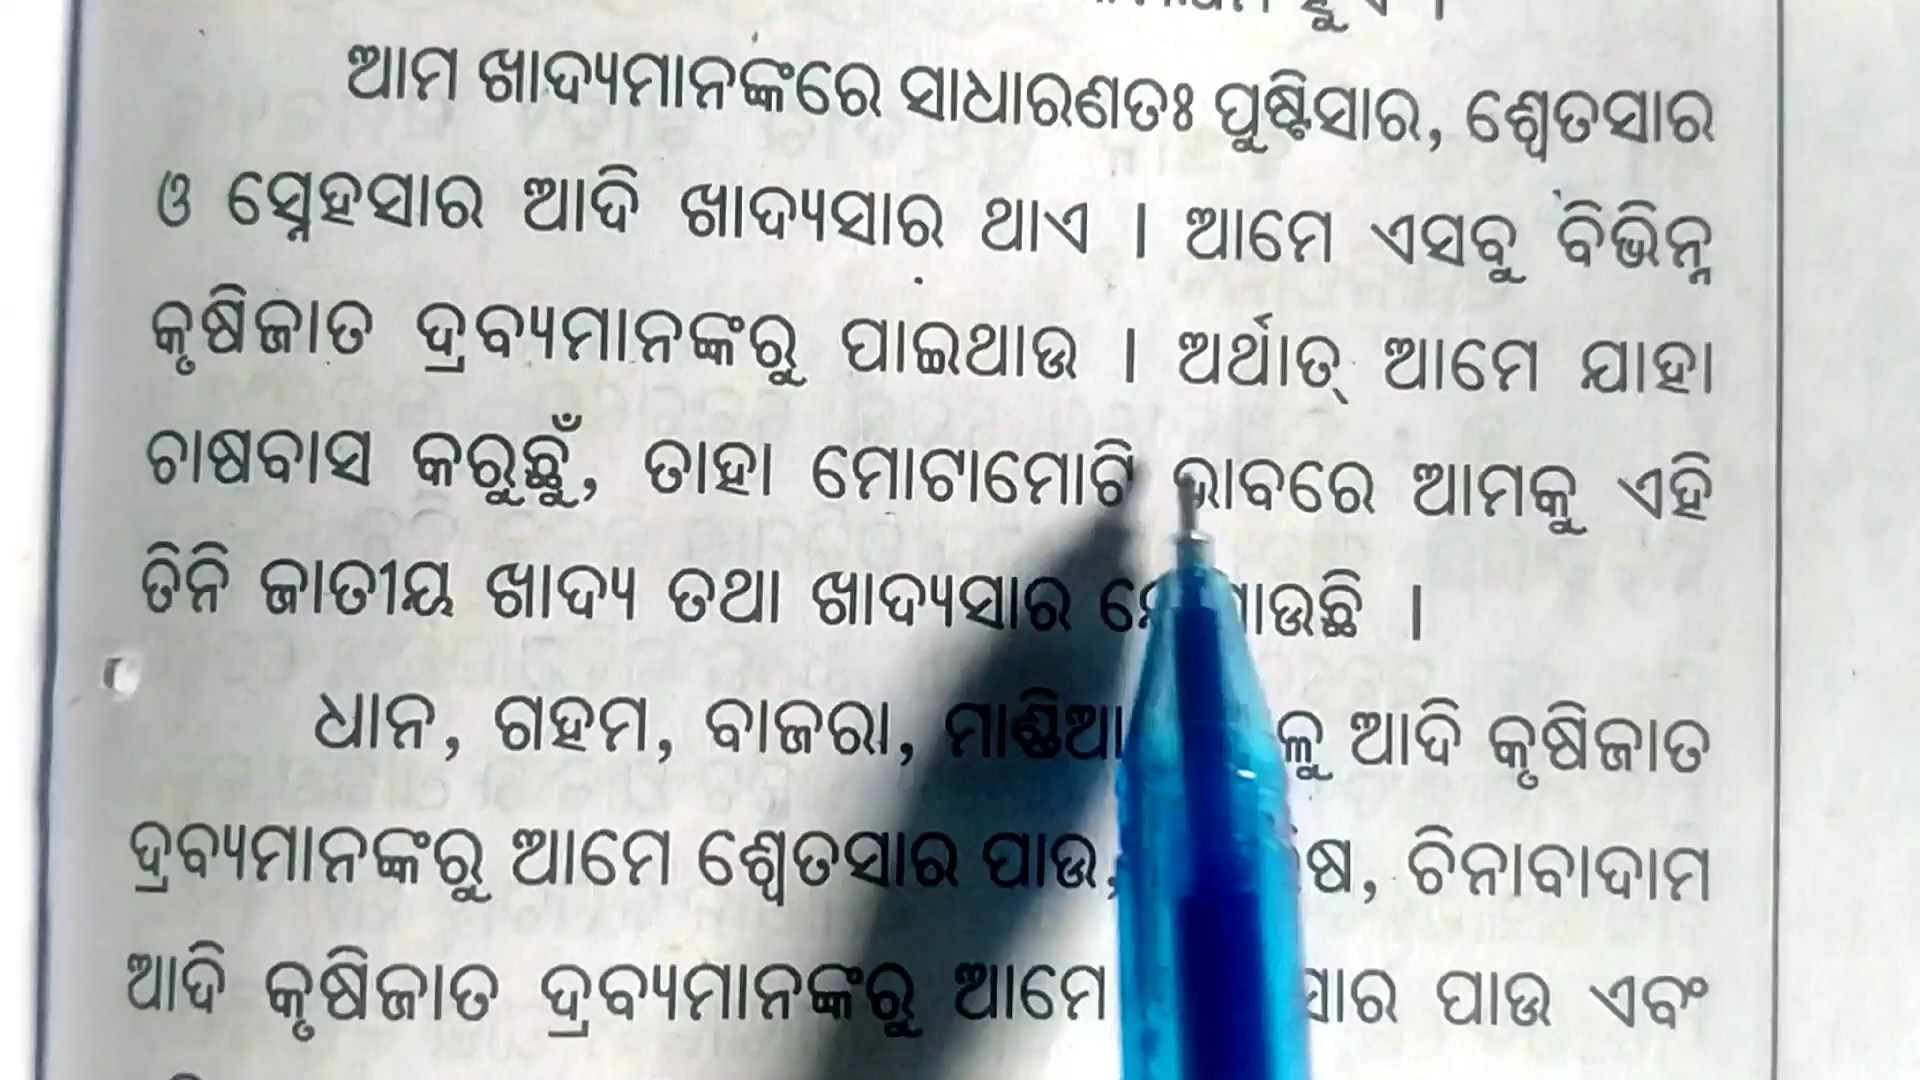 ଆମ ଖାଦ୍ୟମାନଙ୍କରେ ସାଧାରଣତଃ ପୁଷ୍ଟିସାର, ଶ୍ୱେତସାର
ଓ ସ୍ନେହସାର ଆଦି ଖାଦ୍ୟସାର ଥାଏ । ଆମେ ଏସବୁ ବିଭିନ୍ନ
କୃଷିଜାତ ଦ୍ରବ୍ୟମାନଙ୍କରୁ ପାଇଥାଉ । ଅର୍ଥାତ୍ ଆମେ ଯାହା
ଚାଷବାସ କରୁଛୁଁ, ତାହା ମୋଟାମୋଟି ଭାବରେ ଆମକୁ ଏହି
ତିନି ଜାତୀୟ ଖାଦ୍ୟ ତଥା ଖାଦ୍ୟସାର ।
ଧାନ, ଗହମ, ବାଜରା, ମାଣ୍ଡିଆ ଆଦି କୃଷିଜାତ
ଦ୍ରବ୍ୟମାନଙ୍କରୁ ଆମେ ଶ୍ୱେତସାର ପାଉ, ଚିନାବାଦାମ
ଆଦି କୃଷିଜାତ ଦ୍ରବ୍ୟମାନଙ୍କରୁ ଆମେ ପାଉ ଏବଂ